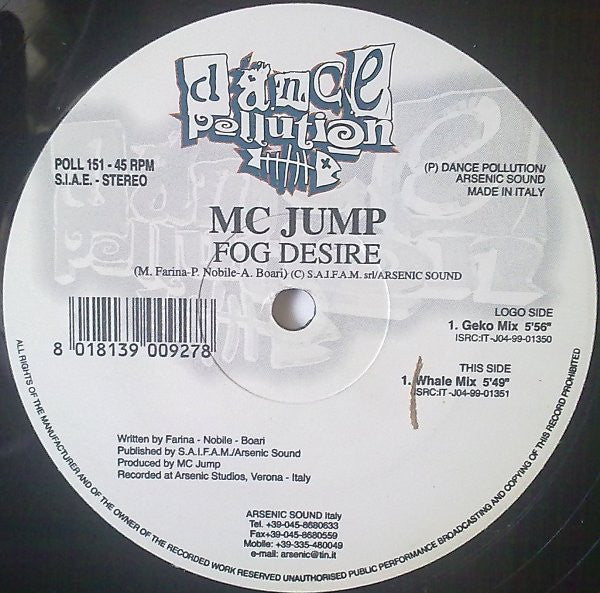 dance
pollution
POLL 151 - 45 RPM
S.I.A.E. - STEREO
(P) DANCE POLLUTION/
ARSENIC SOUND
MADE IN ITALY
MC JUMP
FOG DESIRE
(M. Farina-P. Nobile-A. Boari) (C) S.A.I.F.A.M. srl/ARSENIC SOUND
8 018139 009278
LOGO SIDE
1. Geko Mix 5'56"
ISRC:IT-J04-99-01350
THIS SIDE
1. Whale Mix 5'49"
ISRC:IT-J04-99-01351
Written by Farina - Nobile - Boari
Published by S.A.I.F.A.M./Arsenic Sound
Produced by MC Jump
Recorded at Arsenic Studios, Verona - Italy
ARSENIC SOUND Italy
Tel. +39-045-8680633
Fax+39-045-8680559
Mobile: +39-335-480049
e-mail: arsenic@tin.it
ALL RIGHTS OF THE MANUFACTURER AND OF THE OWNER OF THE RECORDED WORK RESERVED UNAUTHORISED PUBLIC PERFORMANCE BROADCASTING AND COPYING OF THIS RECORD PROHIBITED